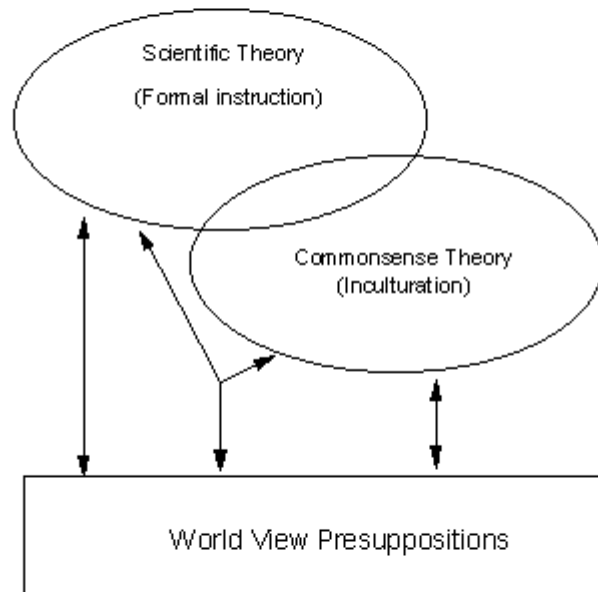 Scientific Theory
(Formal instruction)
Commonsense Theory
(Inculturation)
World View Presuppositions